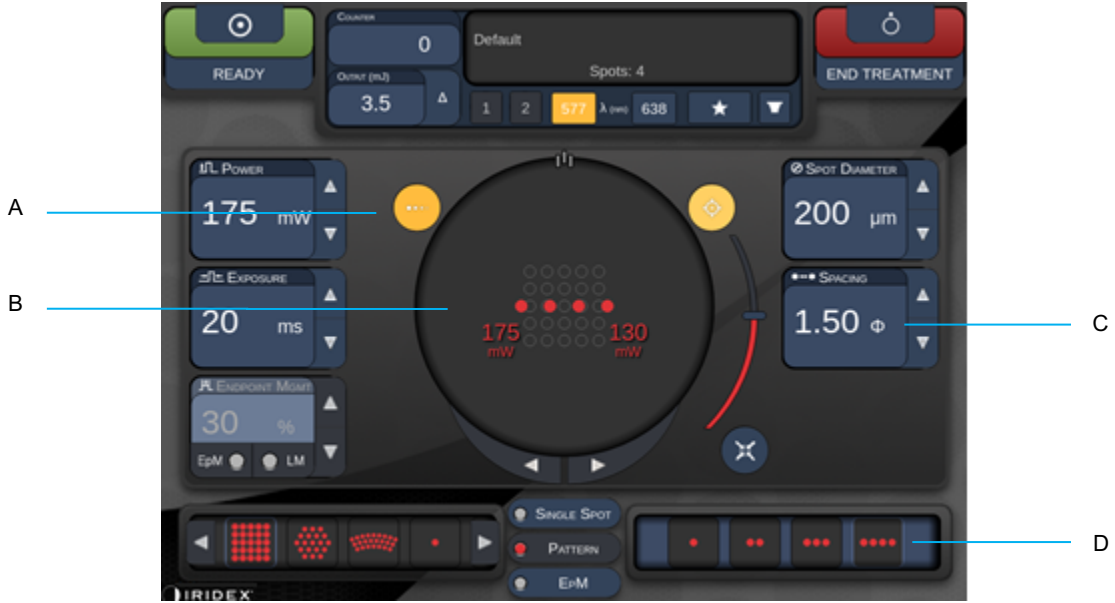 READY
Counter
0
Output (mJ)
3.5
Δ
Default
Spots: 4
1 2 577 λ (nm) 638
END TREATMENT
Power
175 mW
Exposure
20 ms
Endpoint Mgmt
30 %
EpM LM
175 mW
130 mW
Spot Diameter
200 µm
Spacing
1.50 Φ
Single Spot
Pattern
EpM
IRIDEX
A
B
C
D